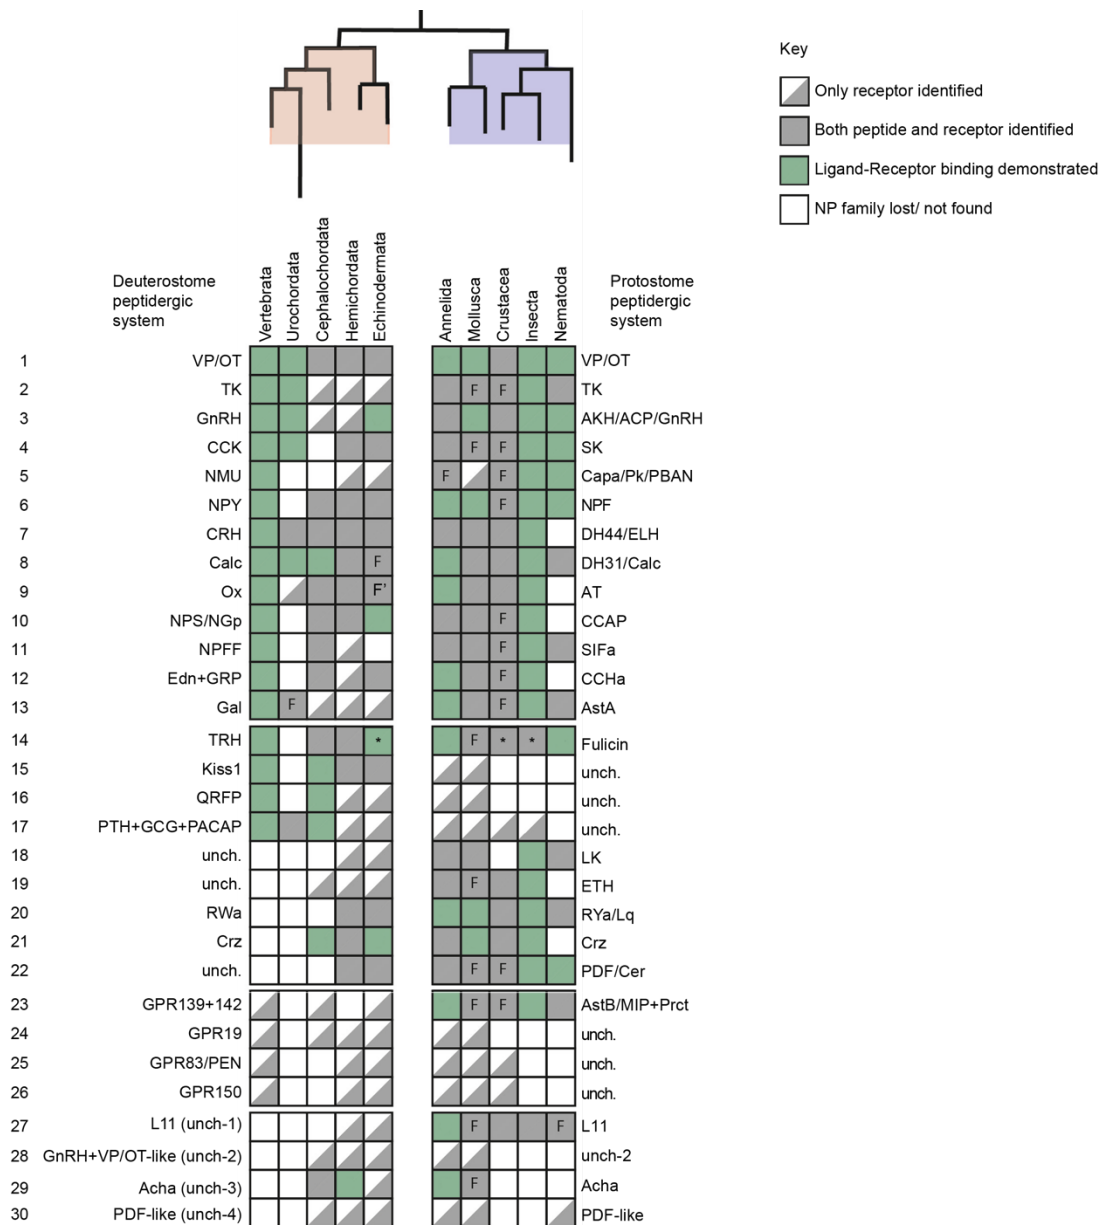 Key
Only receptor identified
Both peptide and receptor identified
Ligand-Receptor binding demonstrated
NP family lost/ not found
Deuterostome
peptidergic
system
Vertebrata
Urochordata
Cephalochordata
Hemichordata
Echinodermata
Annelida
Mollusca
Crustacea
Insecta
Nematoda
Protostome
peptidergic
system
1 VP/OT VP/OT
2 TK F F TK
3 GnRH AKH/ACP/GnRH
4 CCK F F SK
5 NMU F F Capa/Pk/PBAN
6 NPY F NPF
7 CRH DH44/ELH
8 Calc F DH31/Calc
9 Ox F' AT
10 NPS/NGp F CCAP
11 NPFF F SIFa
12 Edn+GRP F CCHa
13 Gal F F AstA
14 TRH * F * * Fulicin
15 Kiss1 unch.
16 QRFP unch.
17 PTH+GCG+PACAP unch.
18 unch. LK
19 unch. F ETH
20 RWa RYa/Lq
21 Crz Crz
22 unch. F F PDF/Cer
23 GPR139+142 F F AstB/MIP+Prct
24 GPR19 unch.
25 GPR83/PEN unch.
26 GPR150 unch.
27 L11 (unch-1) F F L11
28 GnRH+VP/OT-like (unch-2) unch-2
29 Acha (unch-3) F Acha
30 PDF-like (unch-4) PDF-like